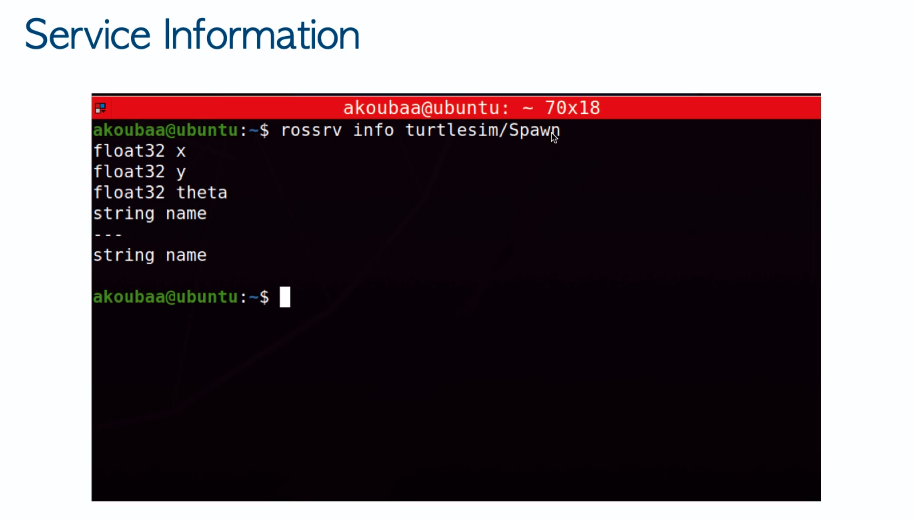 Service Information
akoubaa@ubuntu: ~ 70x18
akoubaa@ubuntu:~$ rossrv info turtlesim/Spawn
float32 x
float32 y
float32 theta
string name
---
string name
akoubaa@ubuntu:~$